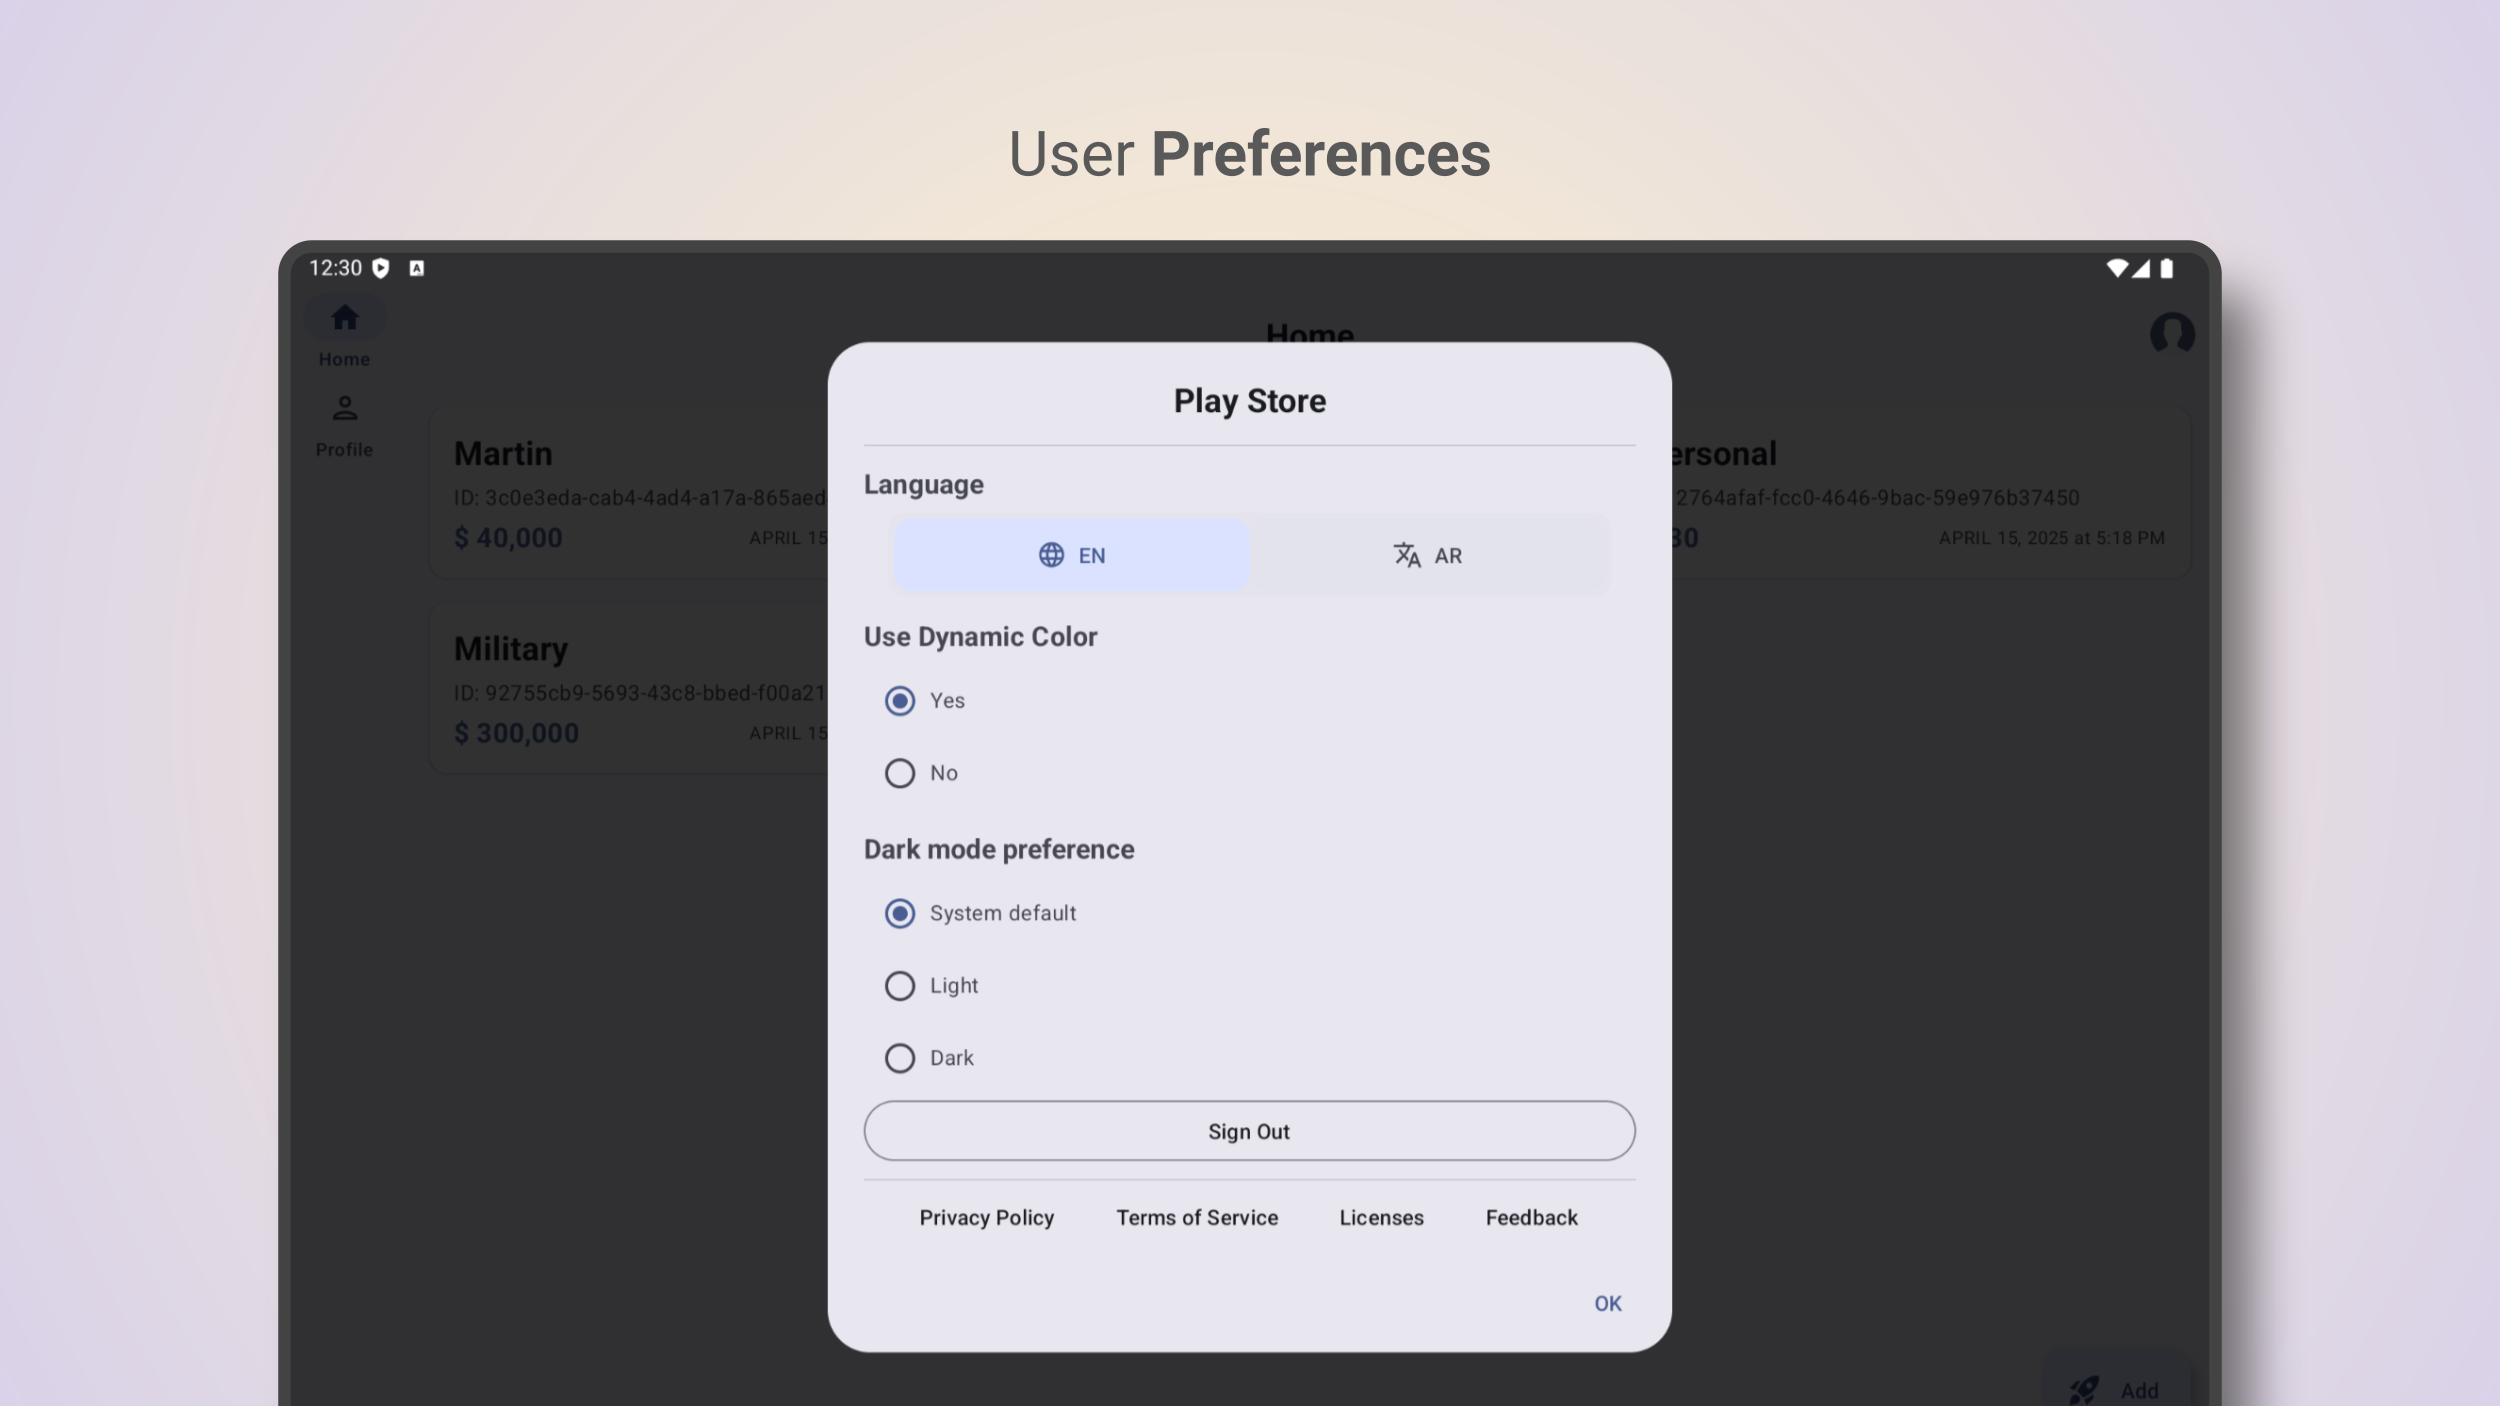 User Preferences
12:30
Home
Home
Profile
Martin
ID: 3c0e3eda-cab4-4ad4-a17a-865aed
$ 40,000
APRIL 15
Military
ID: 92755cb9-5693-43c8-bbed-f00a21
$ 300,000
APRIL 15
ersonal
2764afaf-fcc0-4646-9bac-59e976b37450
30
APRIL 15, 2025 at 5:18 PM
Play Store
Language
EN
AR
Use Dynamic Color
Yes
No
Dark mode preference
System default
Light
Dark
Sign Out
Privacy Policy
Terms of Service
Licenses
Feedback
OK
Add